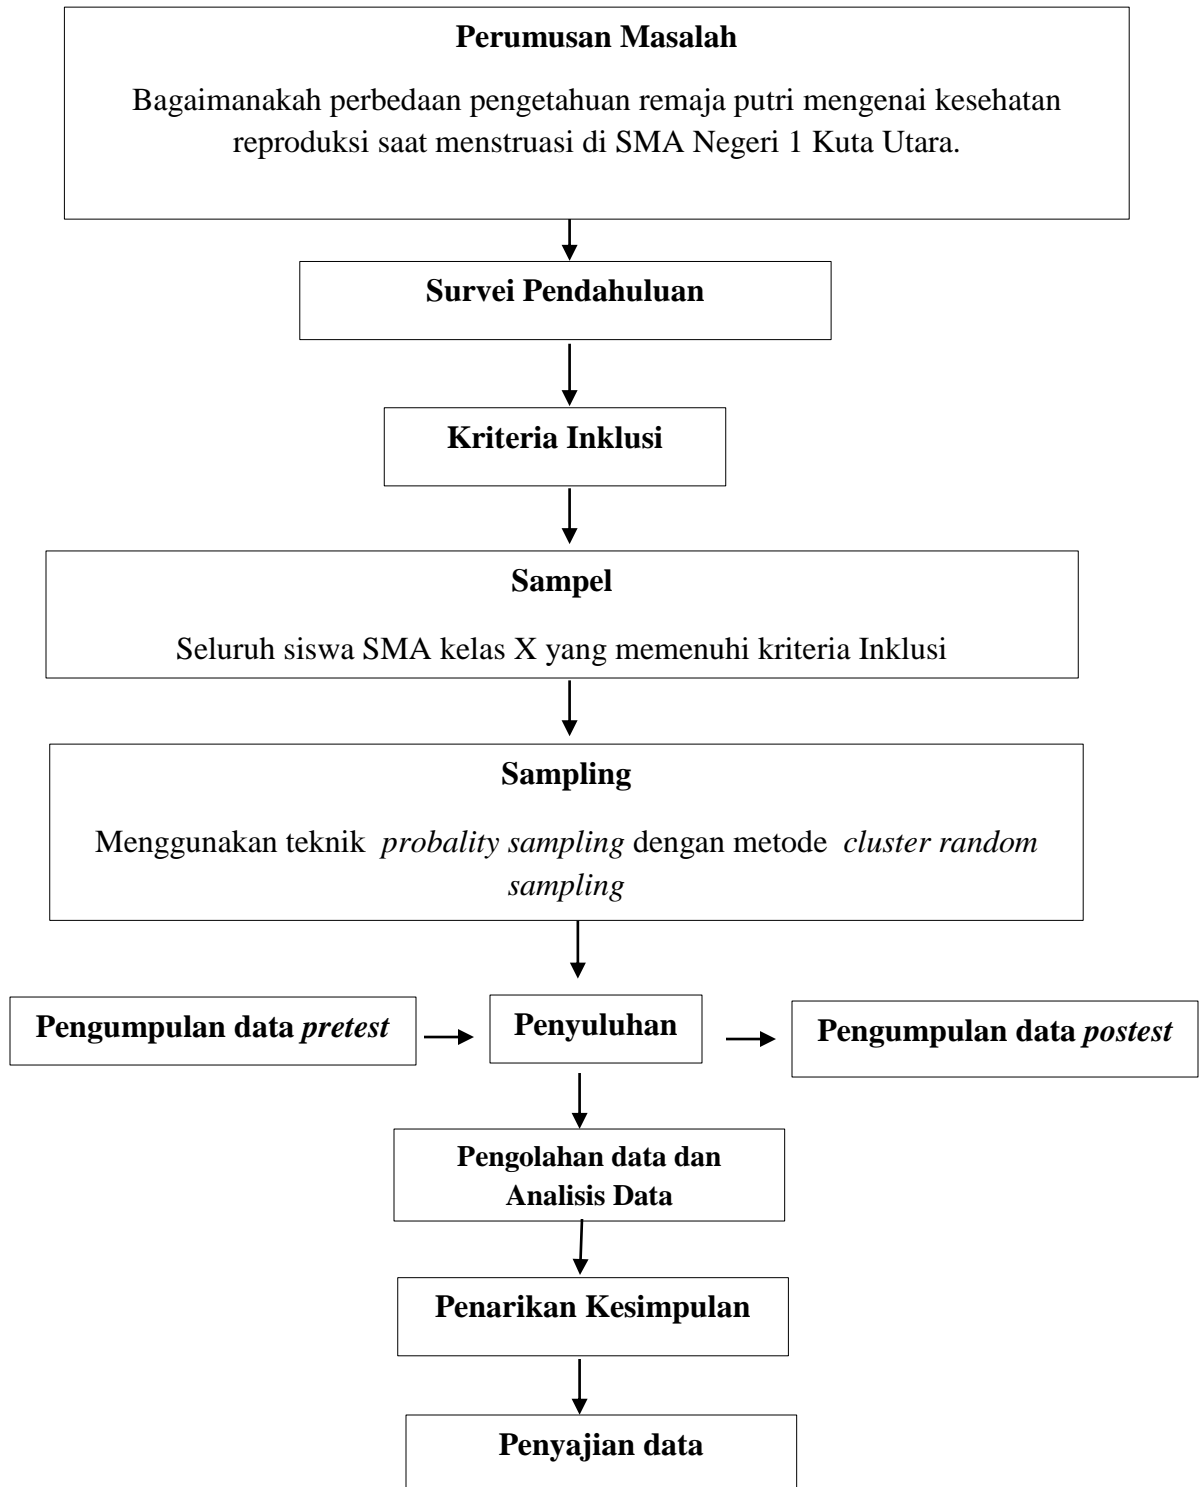 Perumusan Masalah
Bagaimanakah perbedaan pengetahuan remaja putri mengenai kesehatan
reproduksi saat menstruasi di SMA Negeri 1 Kuta Utara.
Survei Pendahuluan
Kriteria Inklusi
Sampel
Seluruh siswa SMA kelas X yang memenuhi kriteria Inklusi
Sampling
Menggunakan teknik probality sampling dengan metode cluster random
sampling
Pengumpulan data pretest
Penyuluhan
Pengumpulan data postest
Pengolahan data dan
Analisis Data
Penarikan Kesimpulan
Penyajian data